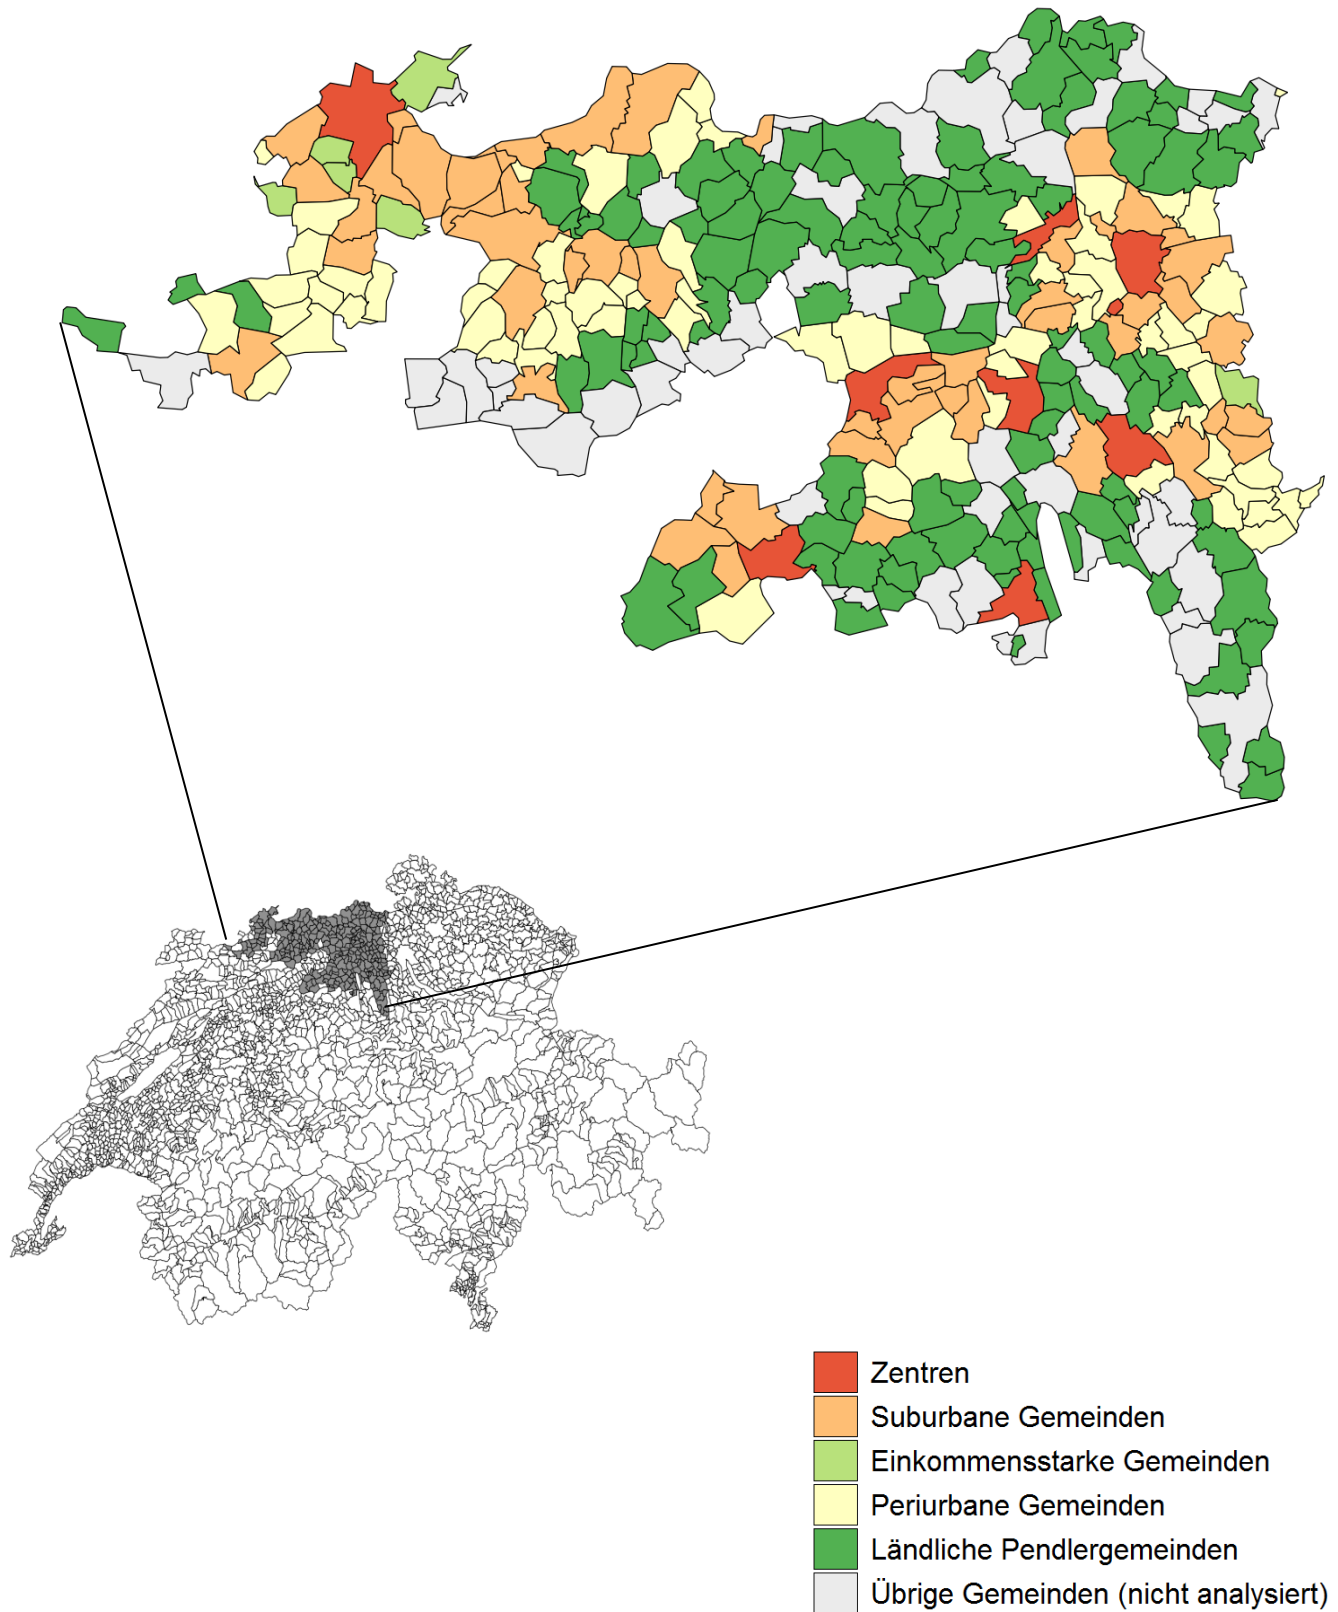 Zentren
Suburbane Gemeinden
Einkommensstarke Gemeinden
Periurbane Gemeinden
Ländliche Pendlergemeinden
Übrige Gemeinden (nicht analysiert)